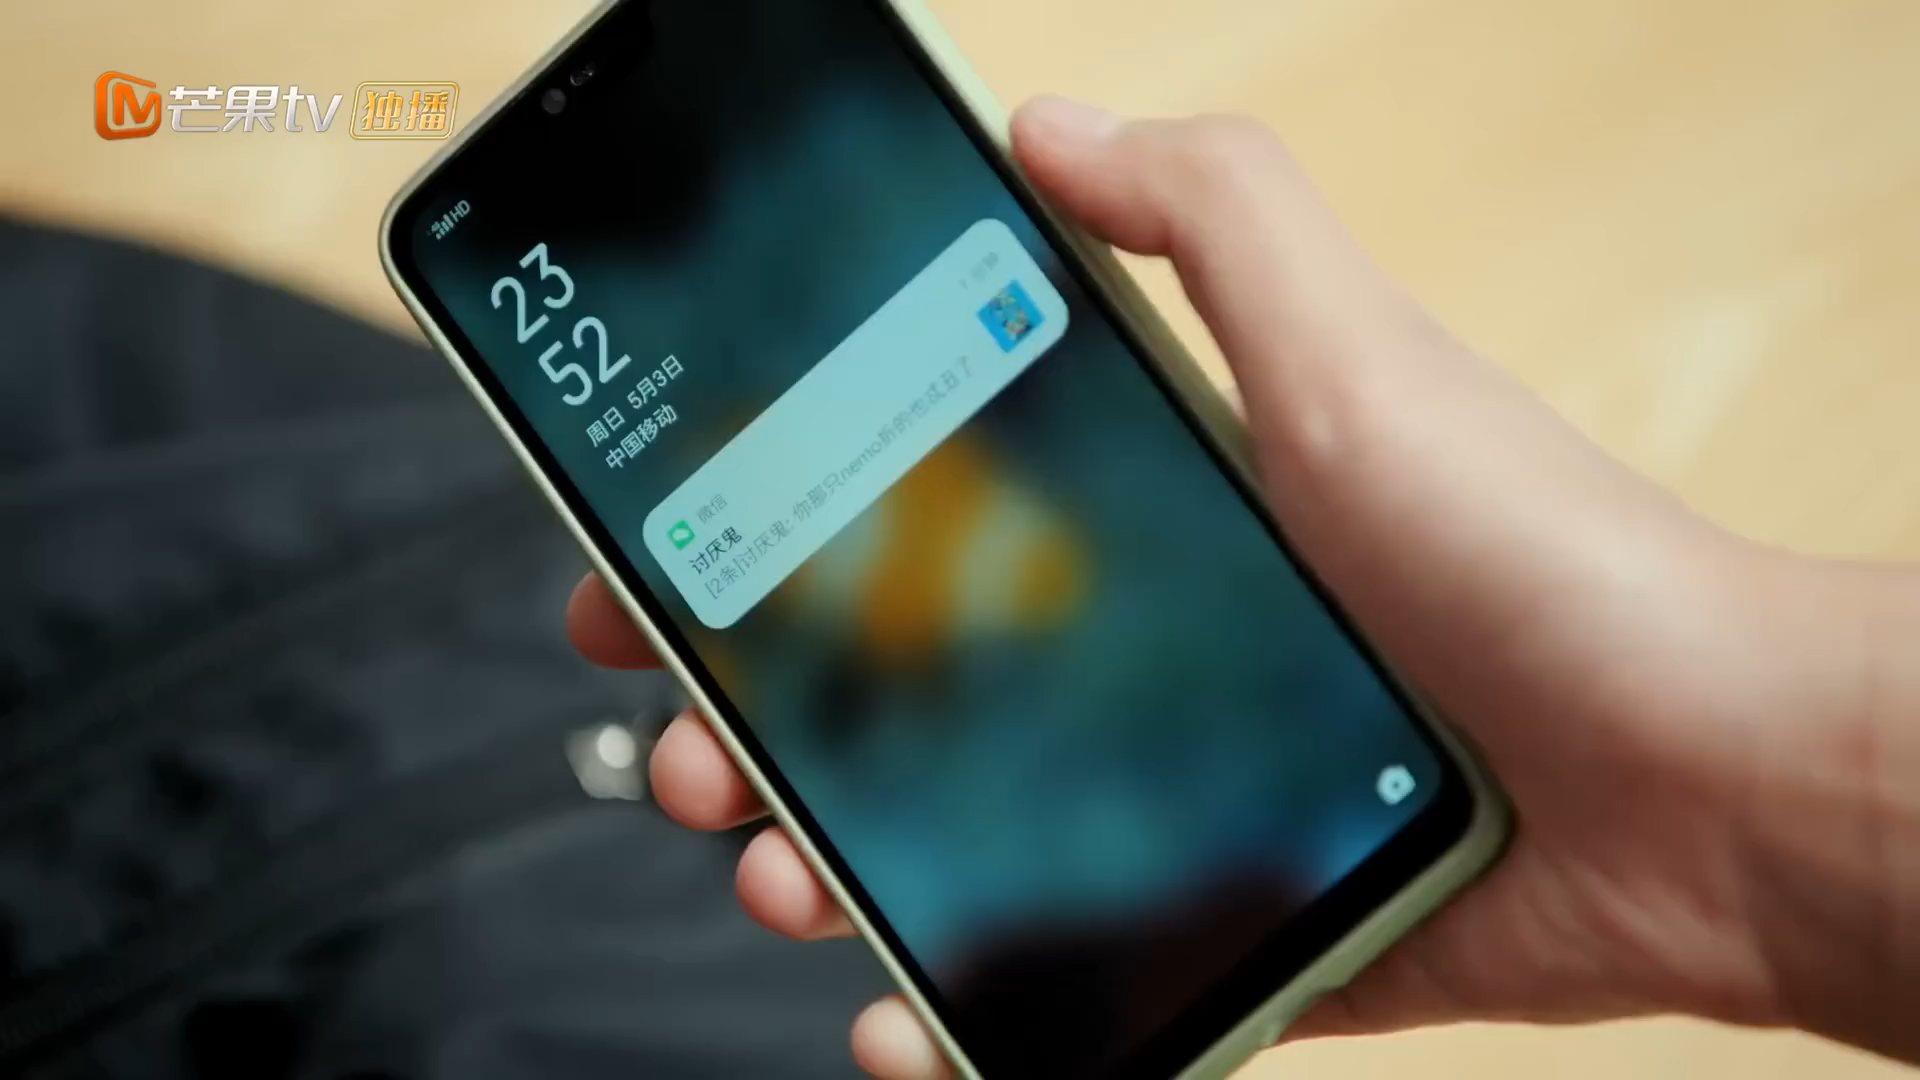 芒果tv 独播
HD
23
52
周日 5月3日
中国移动
微信
讨厌鬼
[2条]讨厌鬼: 你那只nemo折的也忒丑了